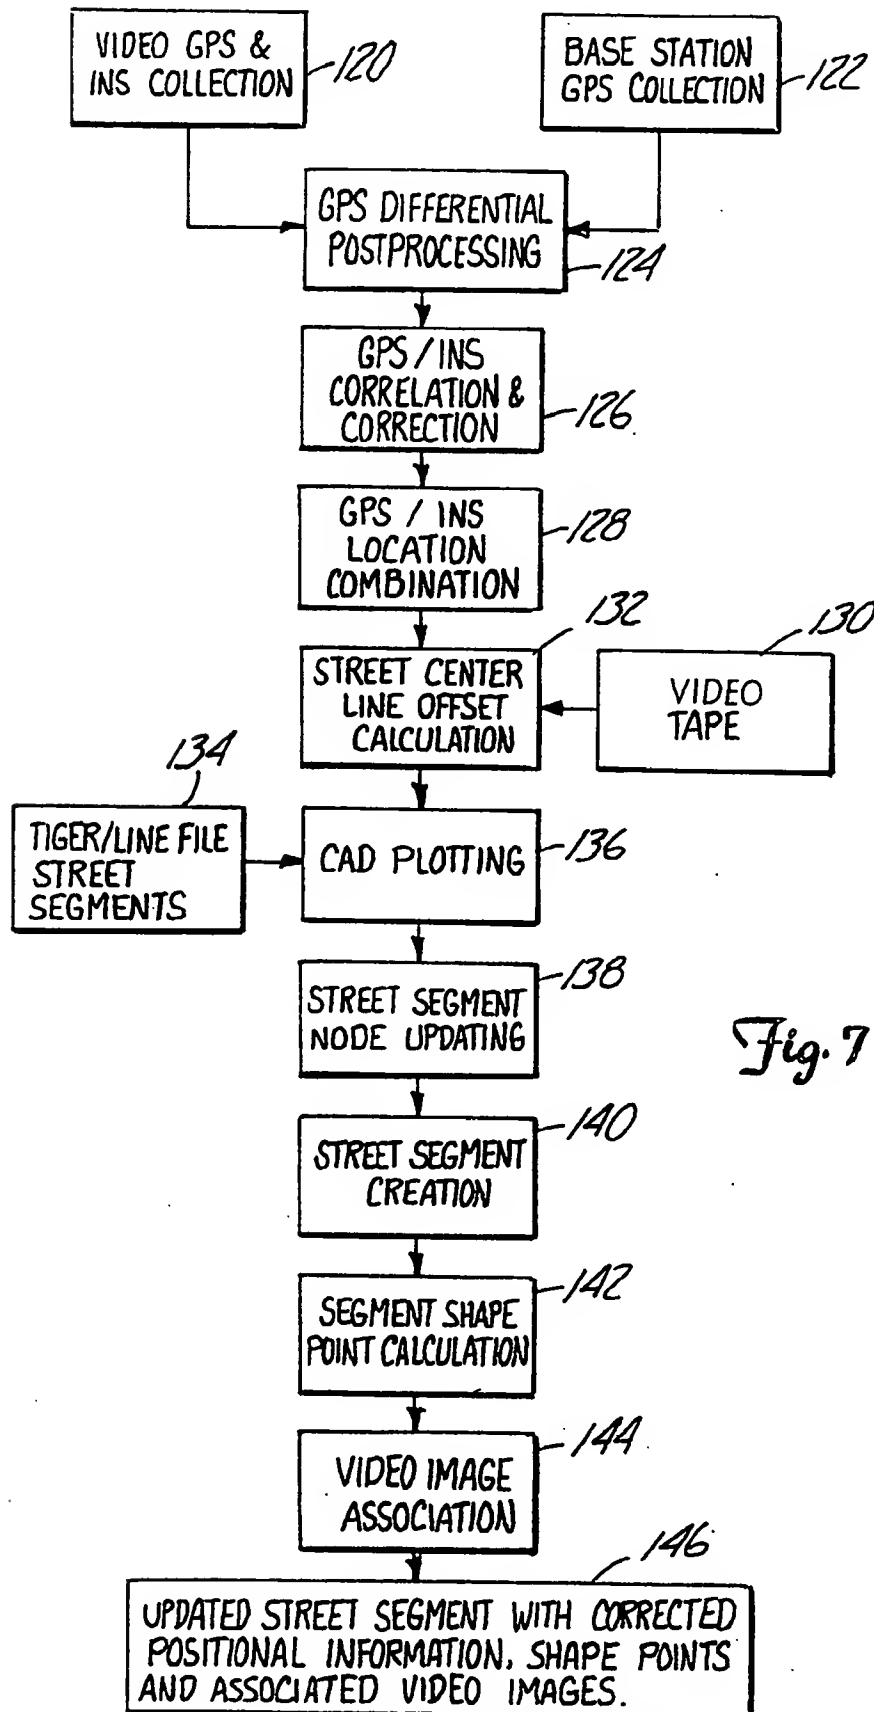 VIDEO GPS &
INS COLLECTION
120
BASE STATION
GPS COLLECTION
122
GPS DIFFERENTIAL
POSTPROCESSING
124
GPS / INS
CORRELATION &
CORRECTION
126
GPS / INS
LOCATION
COMBINATION
128
132
STREET CENTER
LINE OFFSET
CALCULATION
130
VIDEO
TAPE
134
TIGER/LINE FILE
STREET
SEGMENTS
CAD PLOTTING
136
STREET SEGMENT
NODE UPDATING
138
Fig. 7
STREET SEGMENT
CREATION
140
SEGMENT SHAPE
POINT CALCULATION
142
VIDEO IMAGE
ASSOCIATION
144
146
UPDATED STREET SEGMENT WITH CORRECTED
POSITIONAL INFORMATION, SHAPE POINTS
AND ASSOCIATED VIDEO IMAGES.